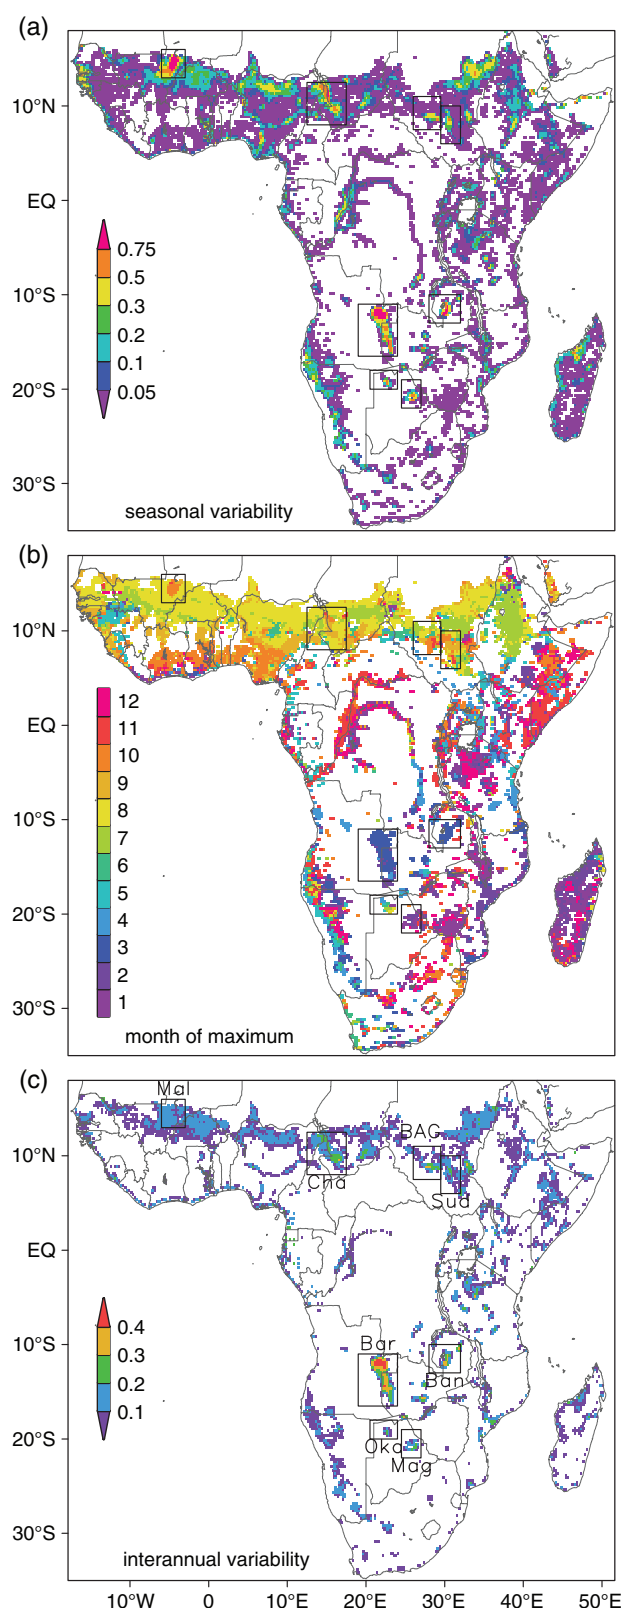 (a)
10°N
EQ
10°S
20°S
30°S
0.75
0.5
0.3
0.2
0.1
0.05
seasonal variability
(b)
10°N
EQ
10°S
20°S
30°S
12
11
10
9
8
7
6
5
4
3
2
1
month of maximum
(c)
Mal
BAG
Cha
Sud
10°N
EQ
10°S
20°S
30°S
Bar
Ban
Oka
Mag
0.4
0.3
0.2
0.1
interannual variability
10°W 0 10°E 20°E 30°E 40°E 50°E